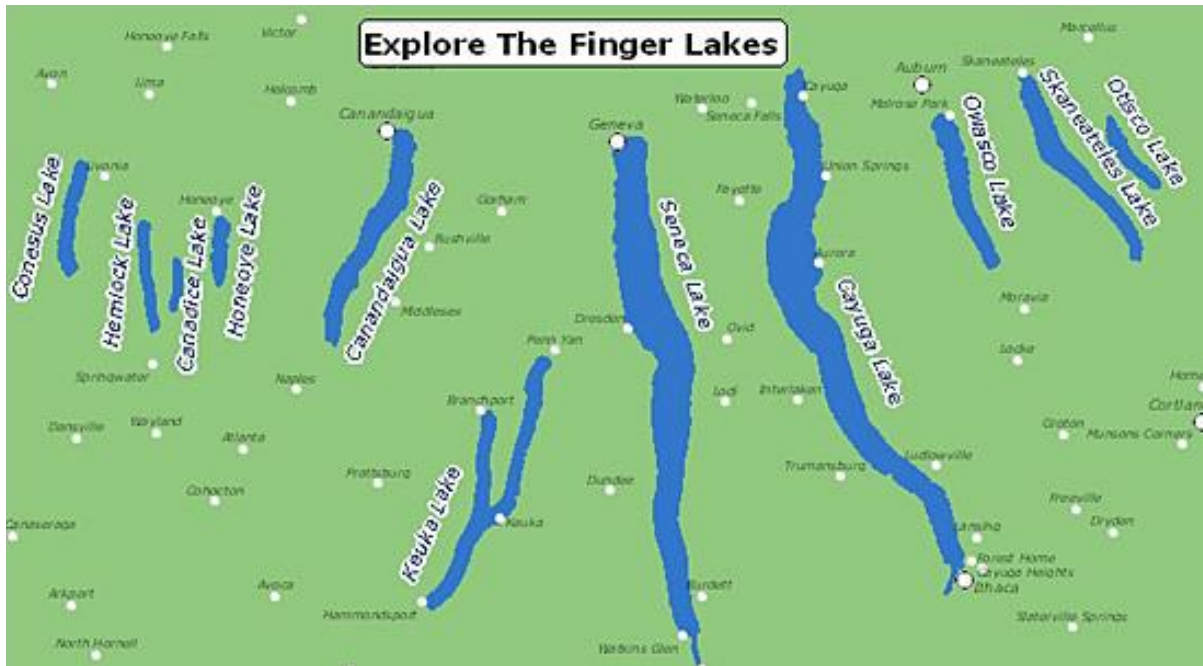 Explore The Finger Lakes
Victor
Honeoye Falls
Marcellus
Avon
Lima
Holcomb
Canandaigua
Waterloo
Seneca Falls
Cayuga
Auburn
Melrose Park
Skaneateles
Skaneateles Lake
Otisco Lake
Owasco Lake
Geneva
Livonia
Conesus Lake
Honeoye
Hemlock Lake
Canadice Lake
Honeoye Lake
Canandaigua Lake
Gorham
Rushville
Middlesex
Fayette
Union Springs
Aurora
Seneca Lake
Cayuga Lake
Moravia
Locke
Dresden
Ovid
Penn Yan
Springwater
Naples
Branchport
Lodi
Interlaken
Home
Cortlan
Munsons Corners
Groton
Dansville
Wayland
Atlanta
Prattsburg
Keuka Lake
Dundee
Trumansburg
Ludlowville
Cohocton
Keuka
Freeville
Dryden
Canaseraga
Lansing
Forest Home
Cayuga Heights
Ithaca
Arkport
Avoca
Hammondsport
Burdett
Slaterville Springs
North Hornell
Watkins Glen